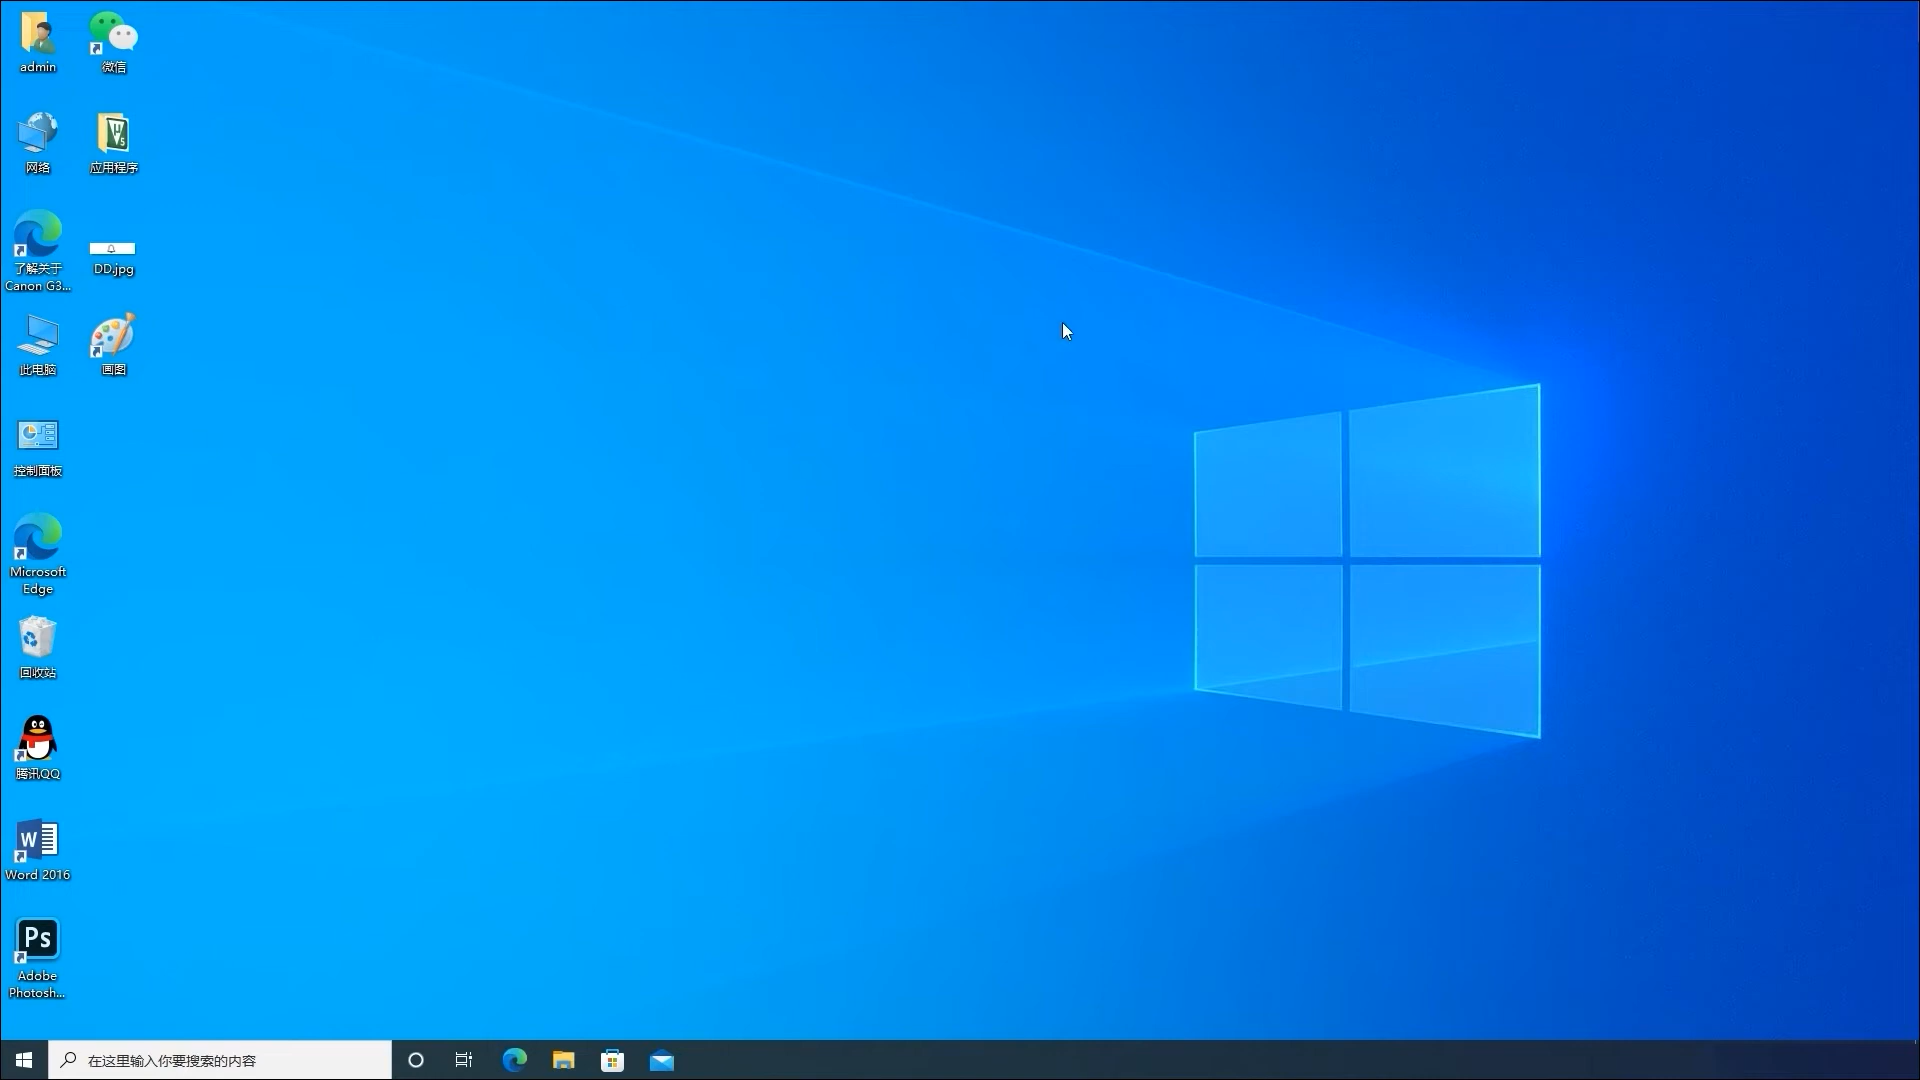 admin
微信
网络
应用程序
了解关于
Canon G3...
DD.jpg
此电脑
画图
控制面板
Microsoft
Edge
回收站
腾讯QQ
W
Word 2016
Ps
Adobe
Photosh...
在这里输入你要搜索的内容